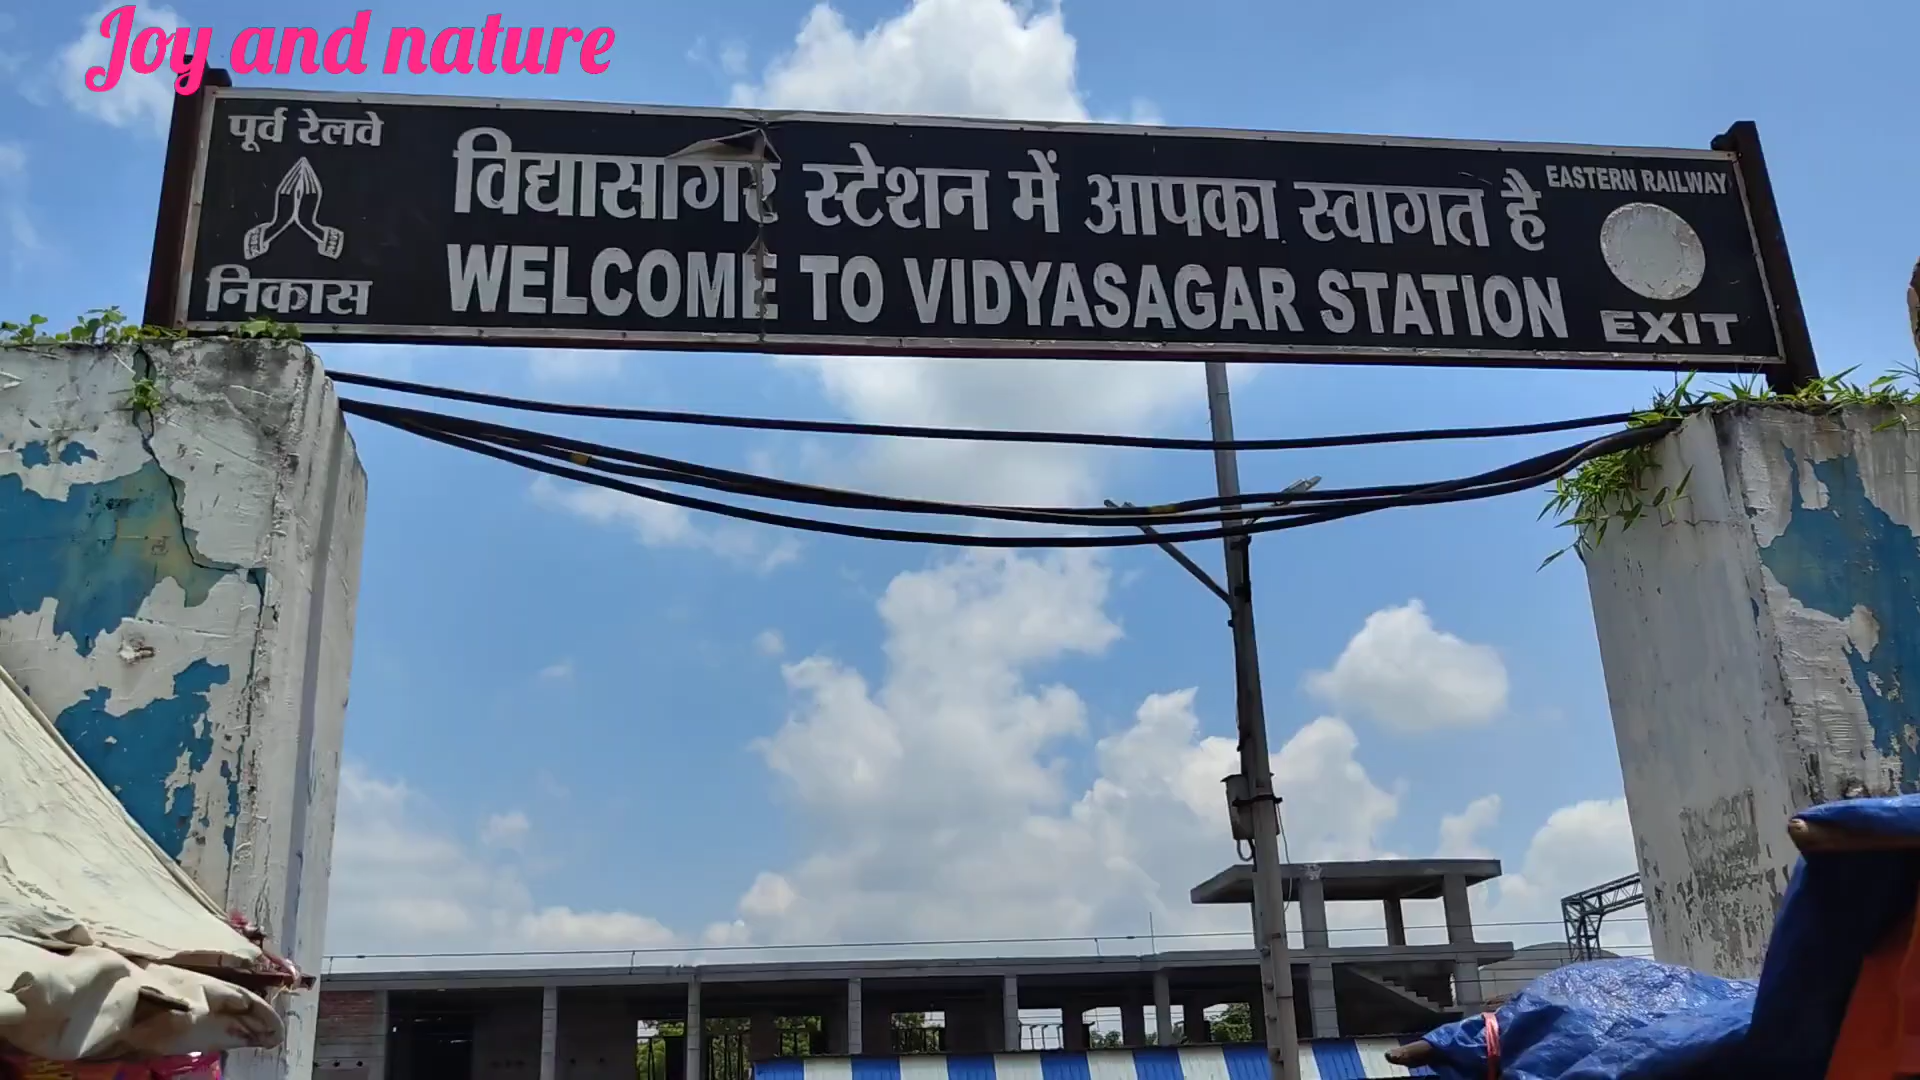 Joy and nature
पूर्व रेलवे
निकास
विद्यासागर स्टेशन में आपका स्वागत है
WELCOME TO VIDYASAGAR STATION
EASTERN RAILWAY
EXIT